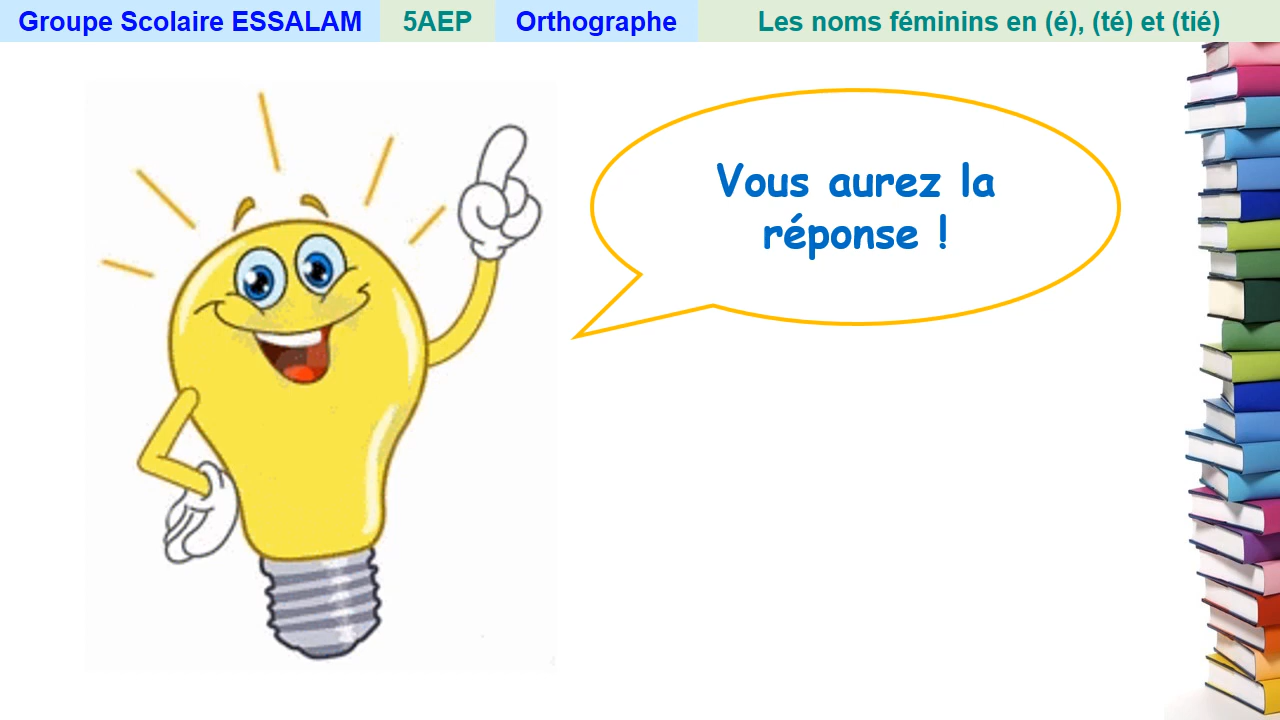 Groupe Scolaire ESSALAM 5AEP Orthographe Les noms féminins en (é), (té) et (tié)
Vous aurez la
réponse !